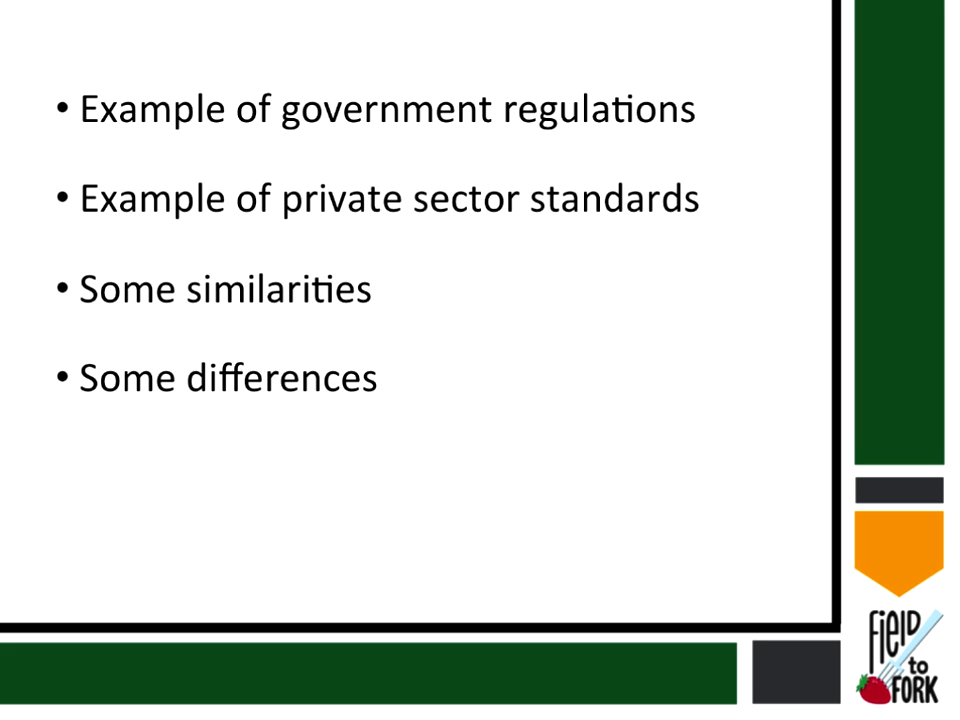 • Example of government regulations
• Example of private sector standards
• Some similarities
• Some differences
FIELD
to
FORK